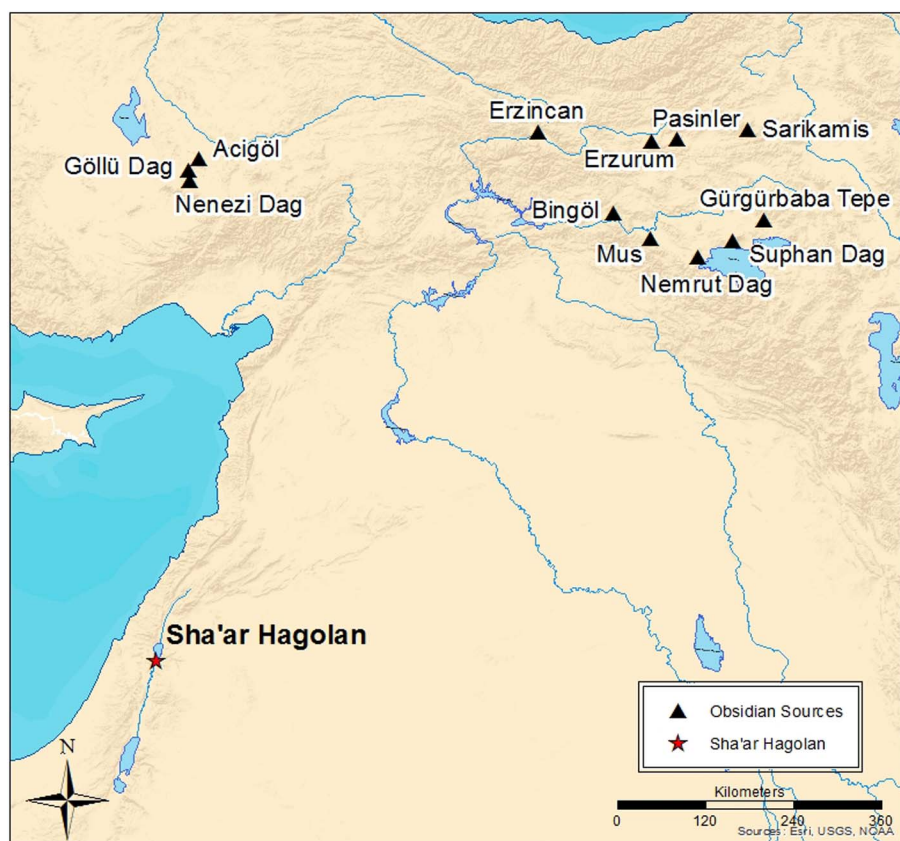 Erzincan
Pasinler
Sarikamis
Erzurum
Acigöl
Göllü Dag
Nenezi Dag
Bingöl
Gürgürbaba Tepe
Mus
Suphan Dag
Nemrut Dag
Sha'ar Hagolan
Obsidian Sources
Sha'ar Hagolan
N
Kilometers
0 120 240 360
Sources: Esri, USGS, NOAA